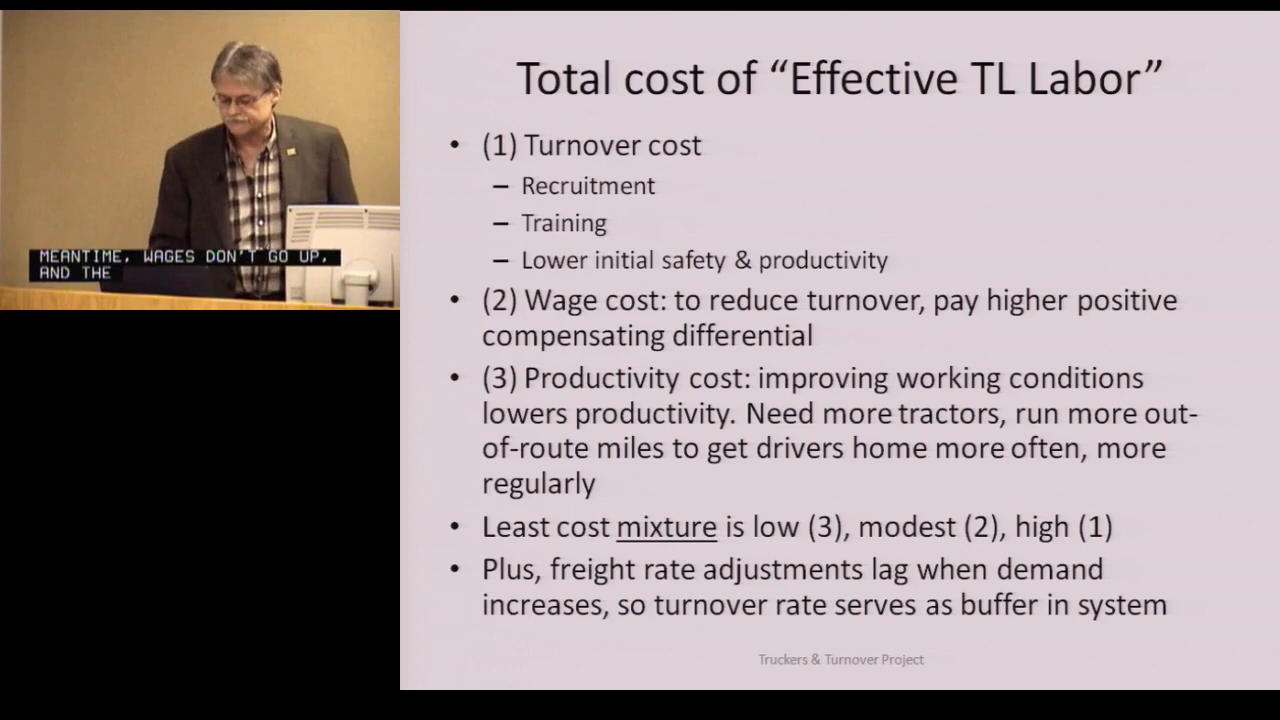 MEANTIME, WAGES DON'T GO UP,
AND THE
Total cost of “Effective TL Labor”
• (1) Turnover cost
– Recruitment
– Training
– Lower initial safety & productivity
• (2) Wage cost: to reduce turnover, pay higher positive
compensating differential
• (3) Productivity cost: improving working conditions
lowers productivity. Need more tractors, run more out-
of-route miles to get drivers home more often, more
regularly
• Least cost mixture is low (3), modest (2), high (1)
• Plus, freight rate adjustments lag when demand
increases, so turnover rate serves as buffer in system
Truckers & Turnover Project